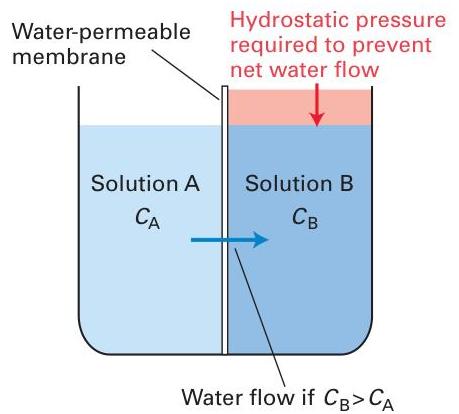 Water-permeable
membrane
Hydrostatic pressure
required to prevent
net water flow
Solution A
C_A
Solution B
C_B
Water flow if C_B > C_A